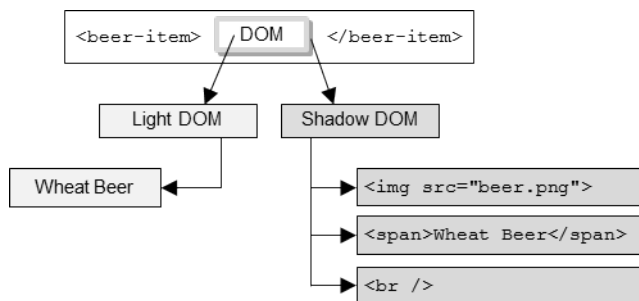 <beer-item> DOM </beer-item>
Light DOM Shadow DOM
Wheat Beer <img src="beer.png">
<span>Wheat Beer</span>
<br />